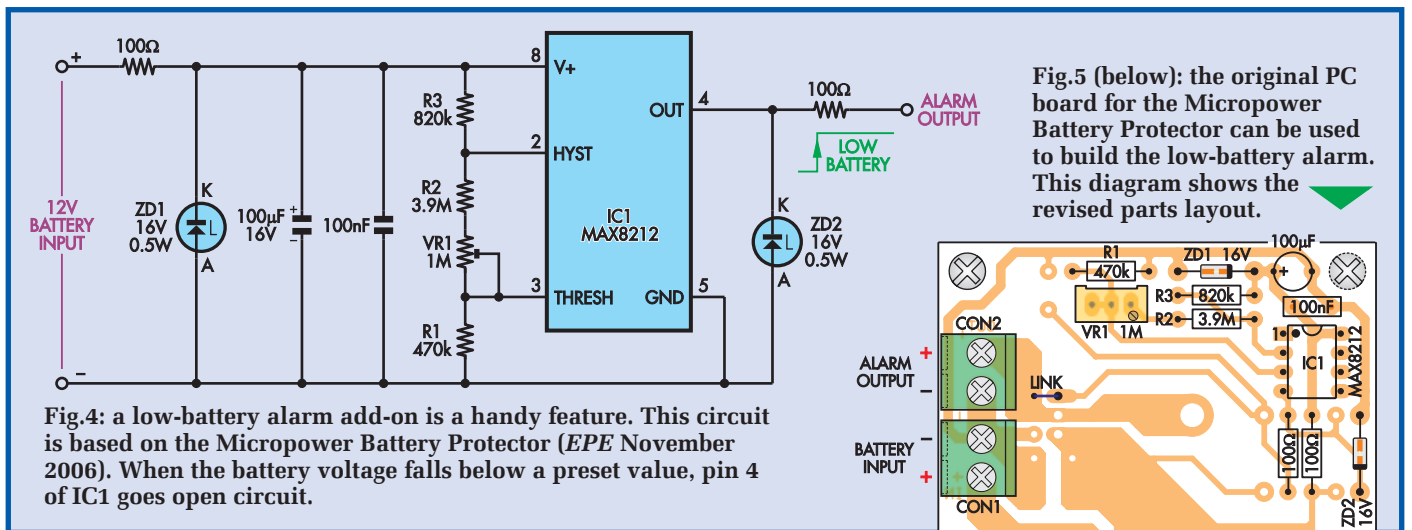 100Ω
+
12V
BATTERY
INPUT
–
K
ZD1
16V
0.5W
L
A
100µF
16V
+
–
100nF
R3
820k
R2
3.9M
VR1
1M
R1
470k
8
V+
2
HYST
3
THRESH
OUT
4
GND
5
IC1
MAX8212
100Ω
ALARM
OUTPUT
LOW
BATTERY
K
ZD2
16V
0.5W
L
A
Fig.4: a low-battery alarm add-on is a handy feature. This circuit
is based on the Micropower Battery Protector (EPE November
2006). When the battery voltage falls below a preset value, pin 4
of IC1 goes open circuit.
Fig.5 (below): the original PC
board for the Micropower
Battery Protector can be used
to build the low-battery alarm.
This diagram shows the
revised parts layout.
R1
470k
ZD1 16V
100µF
+
R3
820k
100nF
R2
3.9M
VR1 1M
1
IC1
MAX8212
CON2
ALARM
OUTPUT
+
–
LINK
BATTERY
INPUT
–
+
CON1
100Ω
100Ω
ZD2
16V